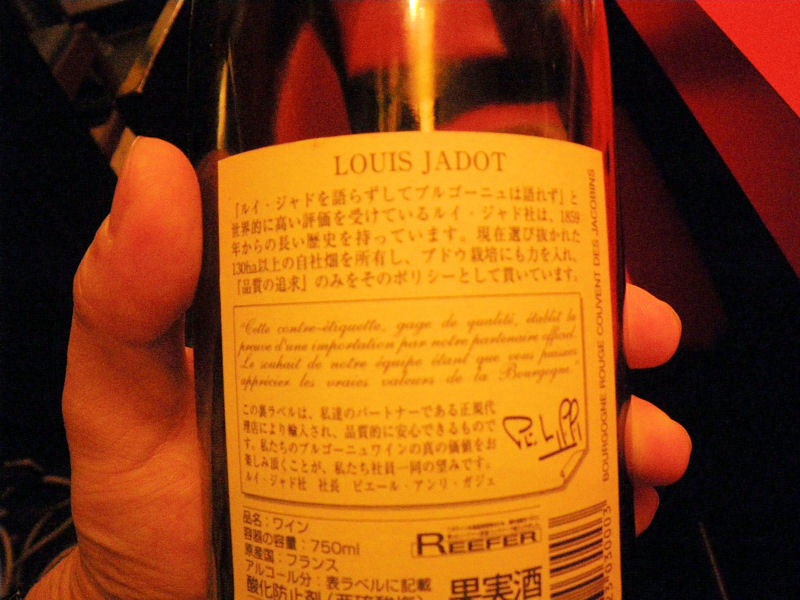 LOUIS JADOT
『ルイ・ジャドを語らずしてブルゴーニュは語れず』と
世界的に高い評価を受けているルイ・ジャド社は、1859
年からの長い歴史を持っています。現在選び抜かれた
130ha以上の自社畑を所有し、ブドウ栽培にも力を入れ、
『品質の追求』のみをそのポリシーとして貫いています。
"Cette contre-étiquette, gage de qualité, établit la
preuve d'une importation par notre partenaire officiel.
Le souhait de notre équipe étant que vous puissiez
apprécier les vraies valeurs de la Bourgogne."
この裏ラベルは、私達のパートナーである正規代
理店により輸入され、品質的に安心できるもので
す。私たちのブルゴーニュワインの真の価値をお
楽しみ頂くことが、私たち社員一同の望みです。
ルイ・ジャド社 社長 ピエール・アンリ・ガジェ
品名:ワイン
容器の容量:750ml
原産国:フランス
アルコール分:表ラベルに記載
酸化防止剤
REEFER
果実酒
BOURGOGNE ROUGE COUVENT DES JACOBINS